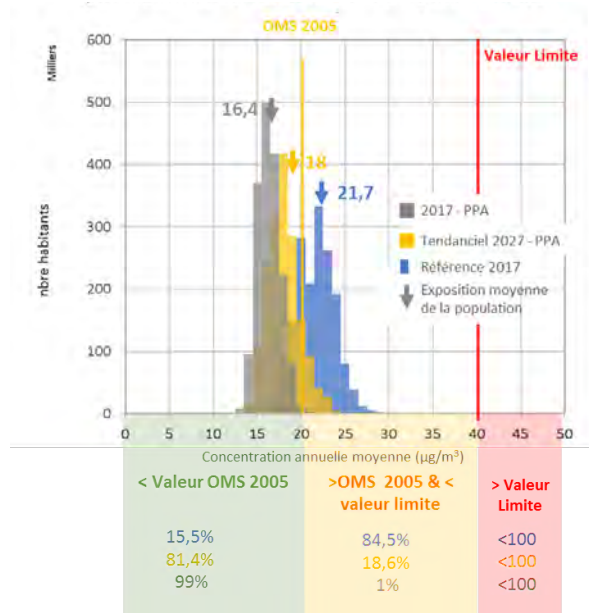 OMS 2005
600
500
400
300
200
100
0
Milliers
nbre habitants
Valeur Limite
16,4
18
21,7
2017 - PPA
Tendanciel 2027 - PPA
Référence 2017
Exposition moyenne
de la population
0 5 10 15 20 25 30 35 40 45 50
Concentration annuelle moyenne (µg/m³)
< Valeur OMS 2005
>OMS 2005 & <
valeur limite
> Valeur
Limite
15,5% 84,5% <100
81,4% 18,6% <100
99% 1% <100